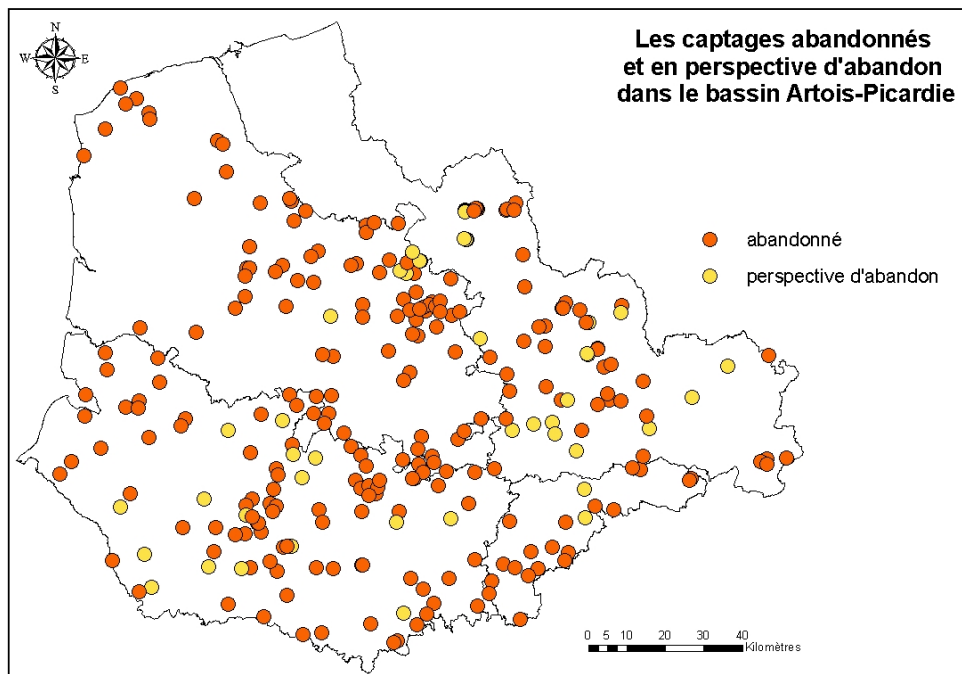 Les captages abandonnés
et en perspective d'abandon
dans le bassin Artois-Picardie
N
W E
S
abandonné
perspective d'abandon
0 5 10 20 30 40
Kilomètres